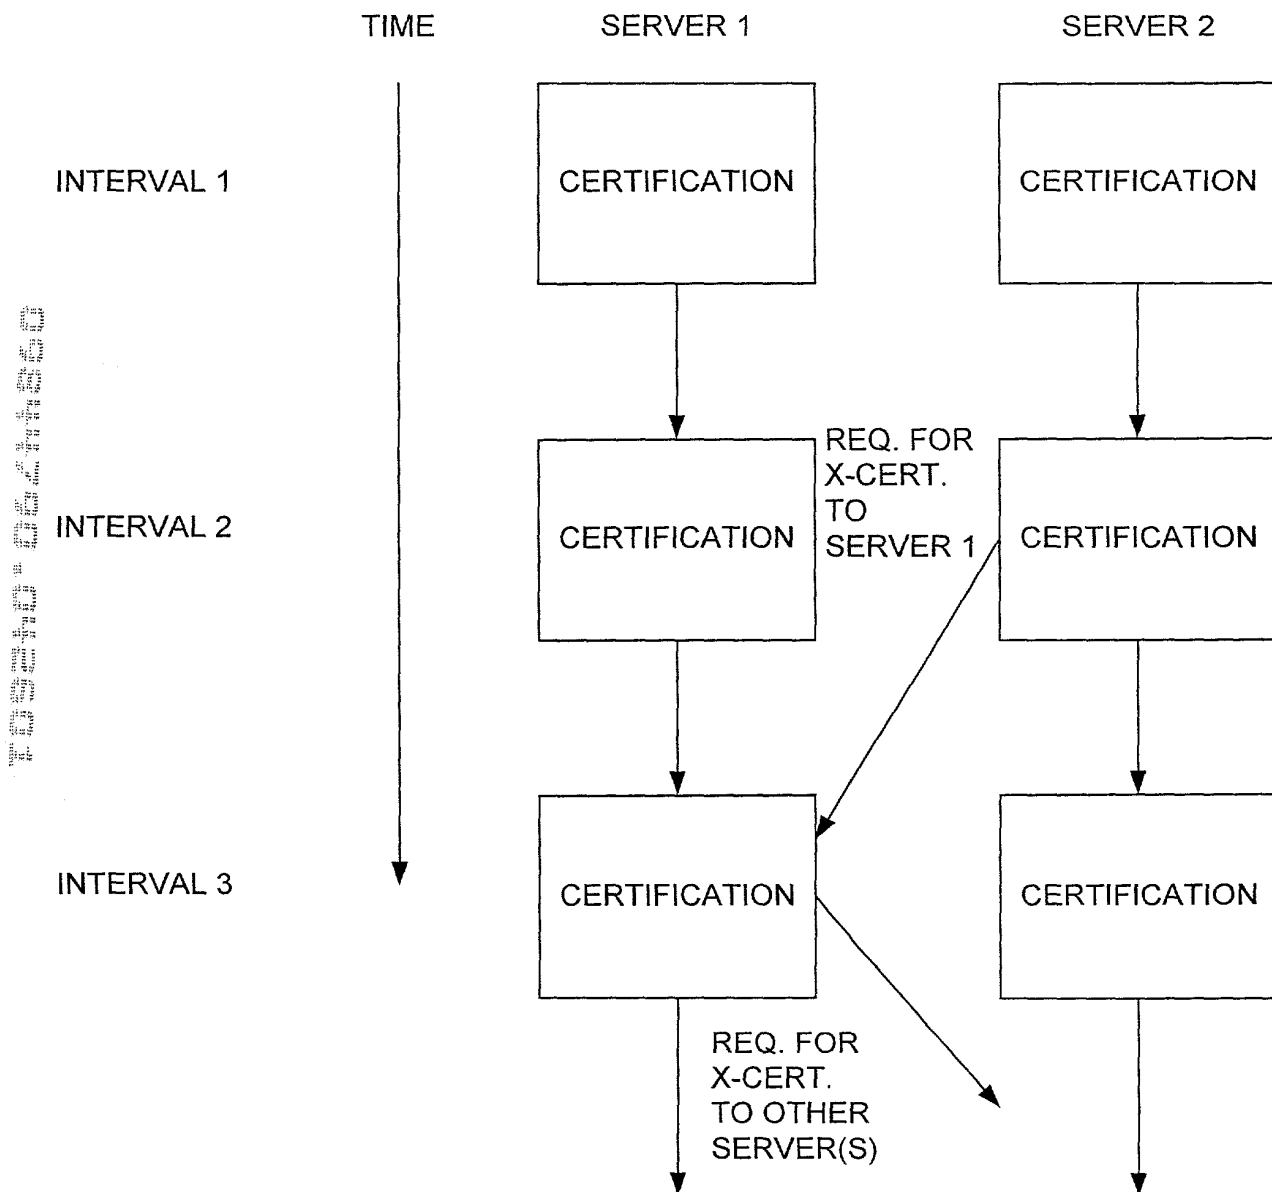 TIME
SERVER 1
SERVER 2
INTERVAL 1
CERTIFICATION
CERTIFICATION
REQ. FOR
X-CERT.
TO
SERVER 1
INTERVAL 2
CERTIFICATION
CERTIFICATION
INTERVAL 3
CERTIFICATION
CERTIFICATION
REQ. FOR
X-CERT.
TO OTHER
SERVER(S)